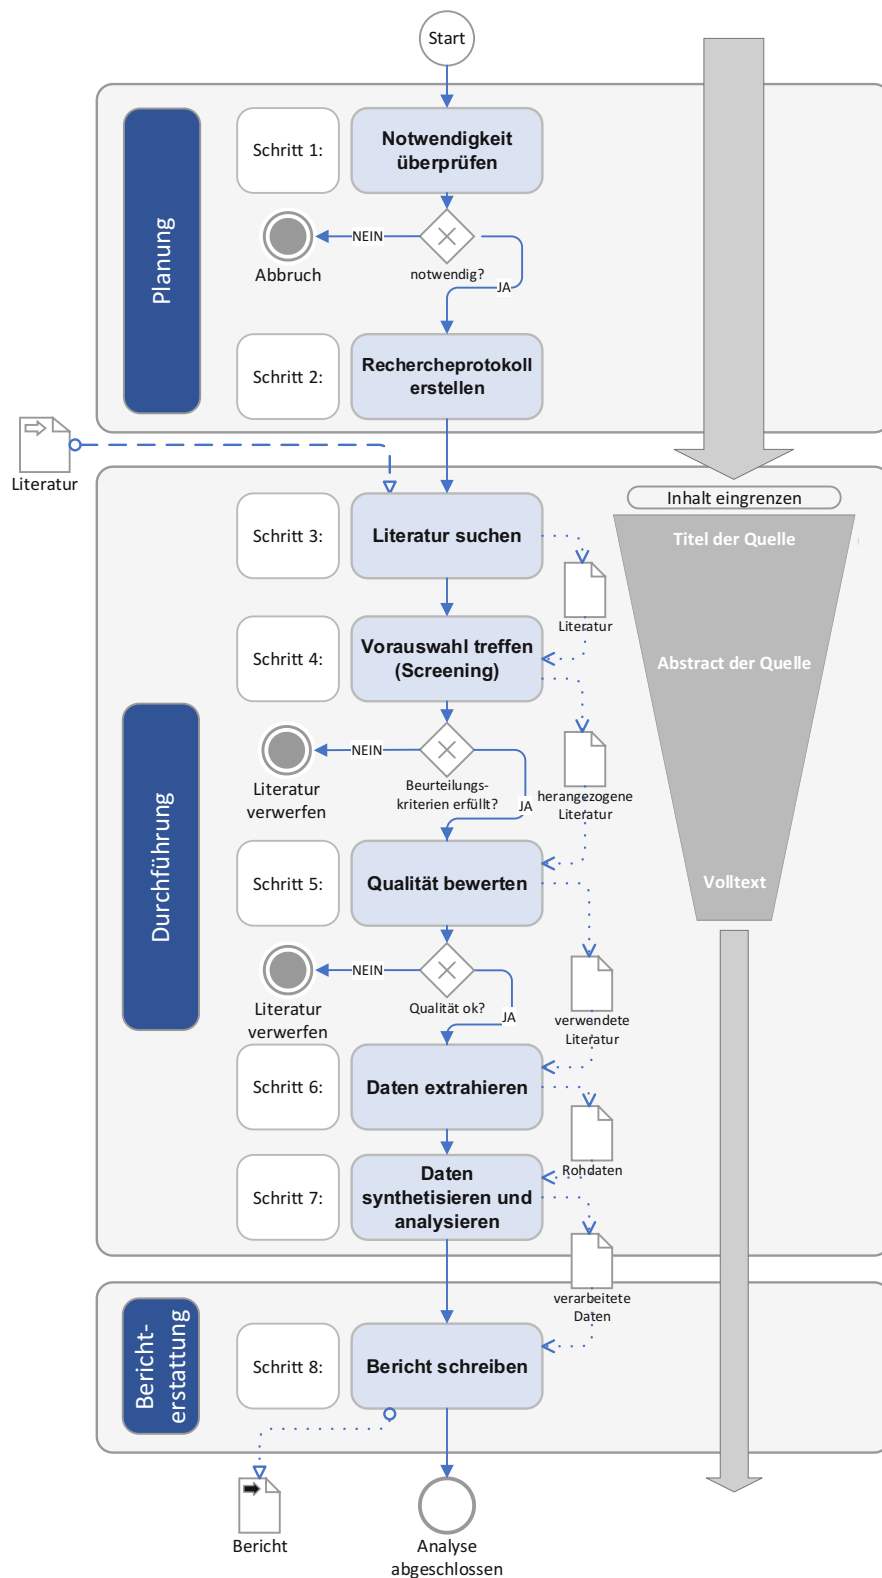 Start
Planung
Schritt 1:
Notwendigkeit
überprüfen
NEIN
Abbruch
notwendig?
JA
Schritt 2:
Rechercheprotokoll
erstellen
Literatur
Inhalt eingrenzen
Durchführung
Schritt 3:
Literatur suchen
Titel der Quelle
Literatur
Schritt 4:
Vorauswahl treffen
(Screening)
Abstract der Quelle
NEIN
Literatur
verwerfen
Beurteilungs-
kriterien erfüllt?
JA
herangezogene
Literatur
Schritt 5:
Qualität bewerten
Volltext
NEIN
Literatur
verwerfen
Qualität ok?
JA
verwendete
Literatur
Schritt 6:
Daten extrahieren
Rohdaten
Schritt 7:
Daten
synthetisieren und
analysieren
verarbeitete
Daten
Bericht-
erstattung
Schritt 8:
Bericht schreiben
Bericht
Analyse
abgeschlossen